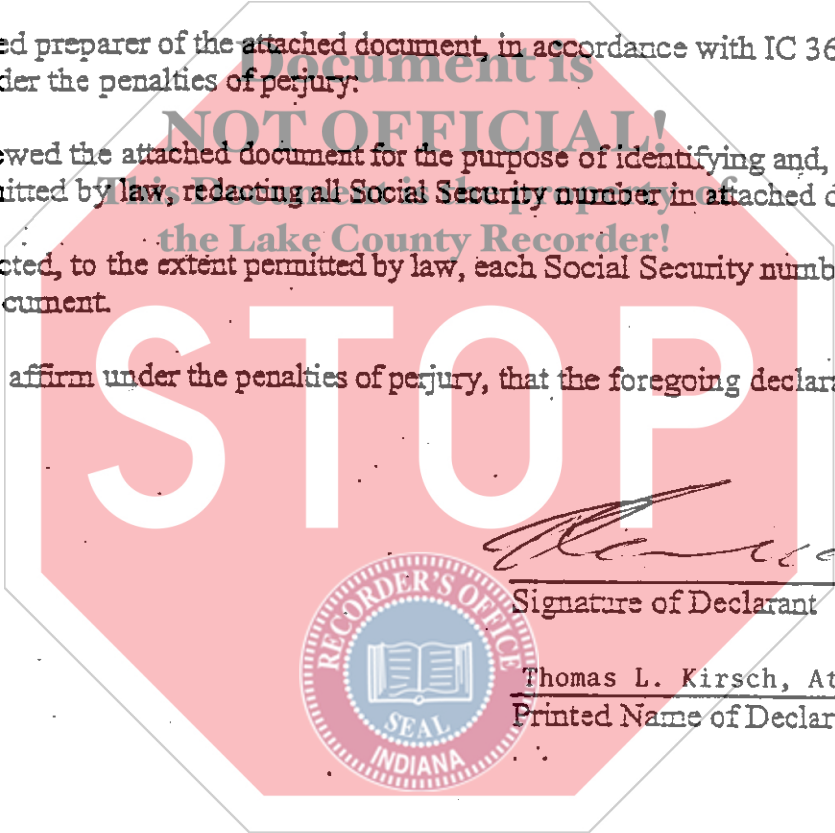 ed preparer of the attached document, in accordance with IC 36
Document is
der the penalties of perjury:
NOT OFFICIAL!
ewed the attached document for the purpose of identifying and,
This Document is the property of
mitted by law, redacting all Social Security number in attached d
the Lake County Recorder!
cted, to the extent permitted by law, each Social Security numb
cument.
STOP
affirm under the penalties of perjury, that the foregoing declara
Signature of Declarant
Thomas L. Kirsch, At
Printed Name of Declar
RECORDER'S OFFICE
SEAL
INDIANA